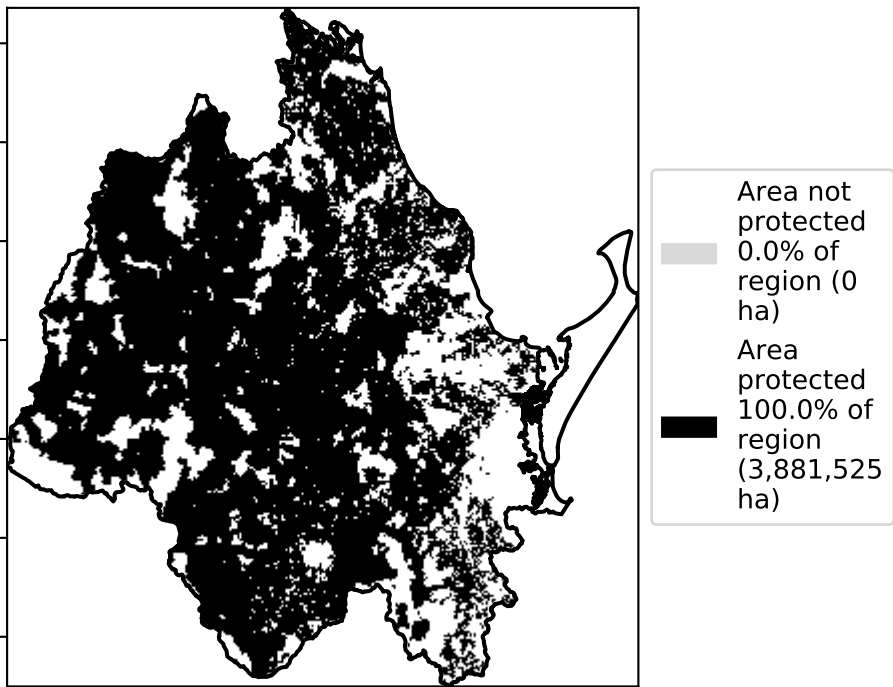 Area not
protected
0.0% of
region (0
ha)
Area
protected
100.0% of
region
(3,881,525
ha)